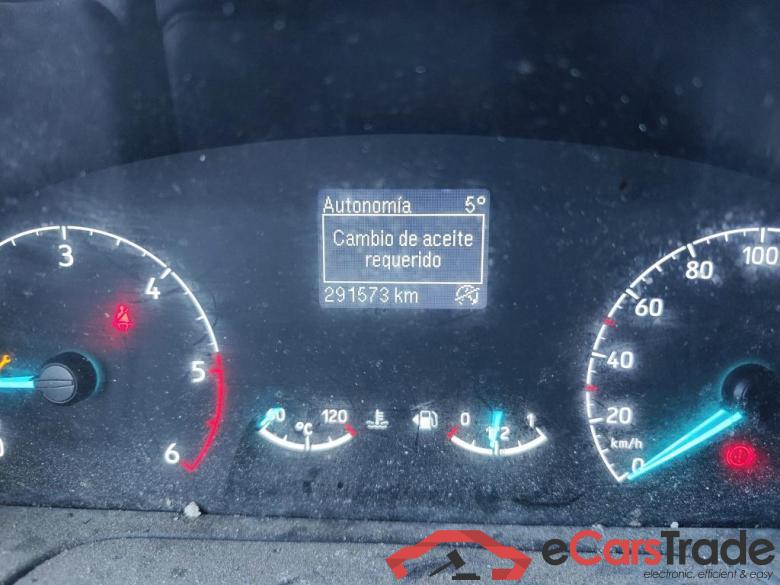 Autonomía 5°
Cambio de aceite
requerido
291573 km
3
4
5
6
0
120
°C
0 1/2 1
0
20
40
60
80
100
km/h
eCarsTrade
electronic, efficient & easy